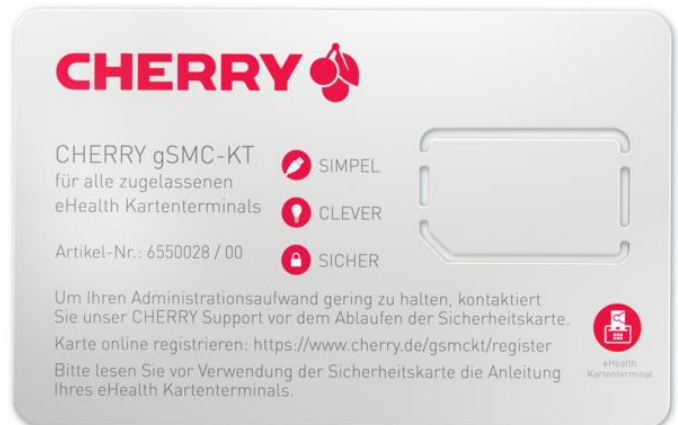 CHERRY
CHERRY gSMC-KT
für alle zugelassenen
eHealth Kartenterminals
Artikel-Nr.: 6550028 / 00
SIMPEL
CLEVER
SICHER
Um Ihren Administrationsaufwand gering zu halten, kontaktiert
Sie unser CHERRY Support vor dem Ablaufen der Sicherheitskarte.
Karte online registrieren: https://www.cherry.de/gsmckt/register
Bitte lesen Sie vor Verwendung der Sicherheitskarte die Anleitung
Ihres eHealth Kartenterminals.
eHealth
Kartenterminal